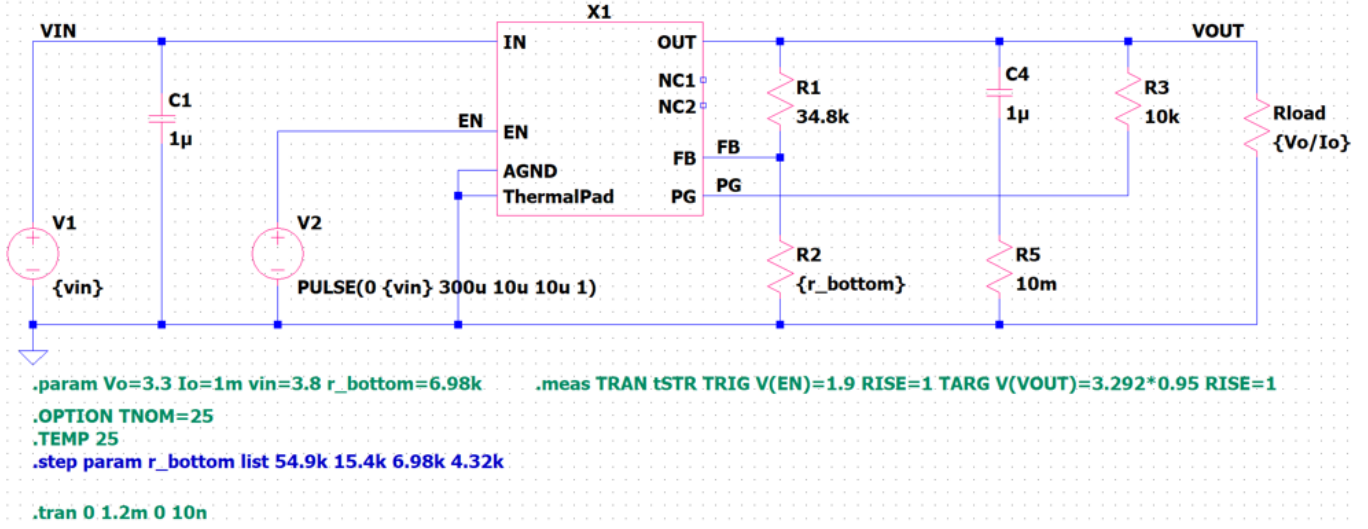 X1
VIN
IN
OUT
VOUT
NC1
NC2
C1
1µ
R1
34.8k
C4
1µ
R3
10k
Rload
{Vo/Io}
EN
EN
FB
FB
AGND
ThermalPad
PG
PG
V1
{vin}
V2
PULSE(0 {vin} 300u 10u 10u 1)
R2
{r_bottom}
R5
10m
.param Vo=3.3 Io=1m vin=3.8 r_bottom=6.98k
.meas TRAN tSTR TRIG V(EN)=1.9 RISE=1 TARG V(VOUT)=3.292*0.95 RISE=1
.OPTION TNOM=25
.TEMP 25
.step param r_bottom list 54.9k 15.4k 6.98k 4.32k
.tran 0 1.2m 0 10n